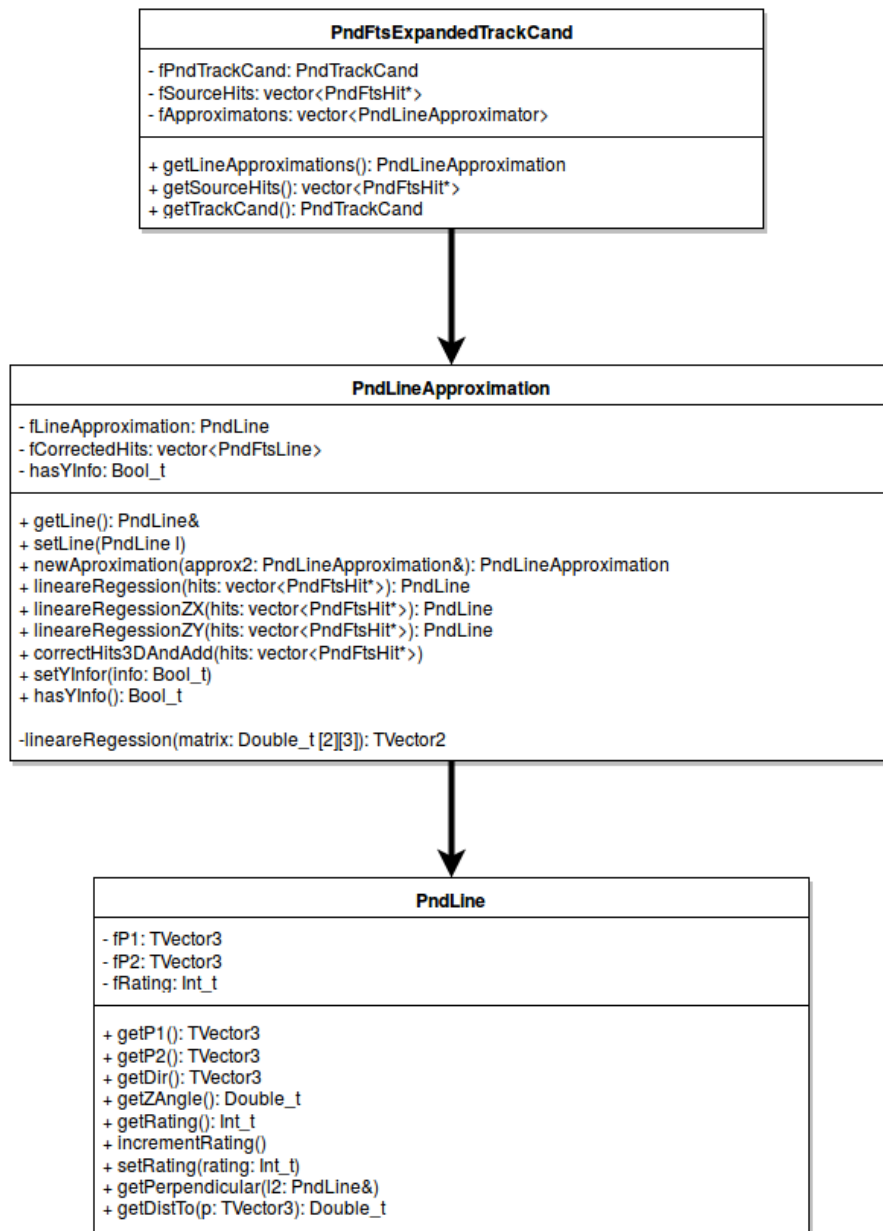 PndFtsExpandedTrackCand
- fPndTrackCand: PndTrackCand
- fSourceHits: vector<PndFtsHit*>
- fApproximatons: vector<PndLineApproximator>
+ getLineApproximations(): PndLineApproximation
+ getSourceHits(): vector<PndFtsHit*>
+ getTrackCand(): PndTrackCand
PndLineApproximation
- fLineApproximation: PndLine
- fCorrectedHits: vector<PndFtsLine>
- hasYInfo: Bool_t
+ getLine(): PndLine&
+ setLine(PndLine l)
+ newAproximation(approx2: PndLineApproximation&): PndLineApproximation
+ lineareRegession(hits: vector<PndFtsHit*>): PndLine
+ lineareRegessionZX(hits: vector<PndFtsHit*>): PndLine
+ lineareRegessionZY(hits: vector<PndFtsHit*>): PndLine
+ correctHits3DAndAdd(hits: vector<PndFtsHit*>)
+ setYInfor(info: Bool_t)
+ hasYInfo(): Bool_t
-lineareRegession(matrix: Double_t [2][3]): TVector2
PndLine
- fP1: TVector3
- fP2: TVector3
- fRating: Int_t
+ getP1(): TVector3
+ getP2(): TVector3
+ getDir(): TVector3
+ getZAngle(): Double_t
+ getRating(): Int_t
+ incrementRating()
+ setRating(rating: Int_t)
+ getPerpendicular(l2: PndLine&)
+ getDistTo(p: TVector3): Double_t